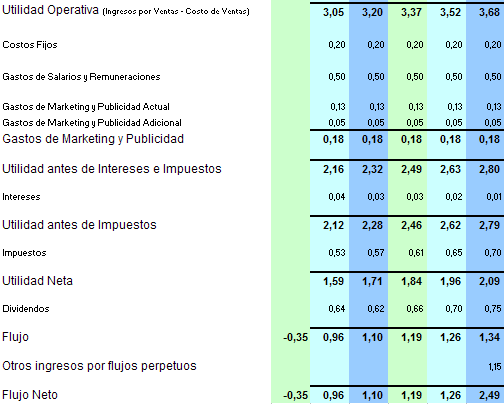 Utilidad Operativa (Ingresos por Ventas - Costo de Ventas) 3,05 3,20 3,37 3,52 3,68
Costos Fijos 0,20 0,20 0,20 0,20 0,20
Gastos de Salarios y Remuneraciones 0,50 0,50 0,50 0,50 0,50
Gastos de Marketing y Publicidad Actual 0,13 0,13 0,13 0,13 0,13
Gastos de Marketing y Publicidad Adicional 0,05 0,05 0,05 0,05 0,05
Gastos de Marketing y Publicidad 0,18 0,18 0,18 0,18 0,18
Utilidad antes de Intereses e Impuestos 2,16 2,32 2,49 2,63 2,80
Intereses 0,04 0,03 0,03 0,02 0,01
Utilidad antes de Impuestos 2,12 2,28 2,46 2,62 2,79
Impuestos 0,53 0,57 0,61 0,65 0,70
Utilidad Neta 1,59 1,71 1,84 1,96 2,09
Dividendos 0,64 0,62 0,66 0,70 0,75
Flujo -0,35 0,96 1,10 1,19 1,26 1,34
Otros ingresos por flujos perpetuos 1,15
Flujo Neto -0,35 0,96 1,10 1,19 1,26 2,49